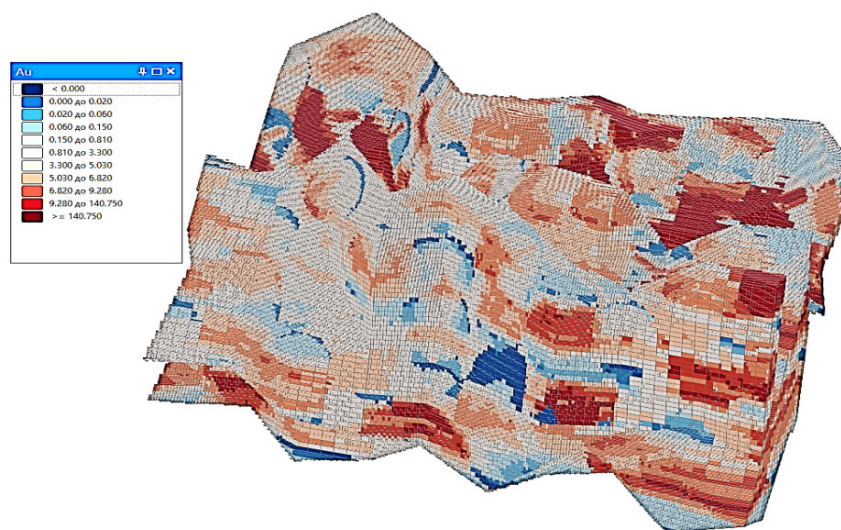 Au
< 0.000
0.000 до 0.020
0.020 до 0.060
0.060 до 0.150
0.150 до 0.810
0.810 до 3.300
3.300 до 5.030
5.030 до 6.820
6.820 до 9.280
9.280 до 140.750
>= 140.750